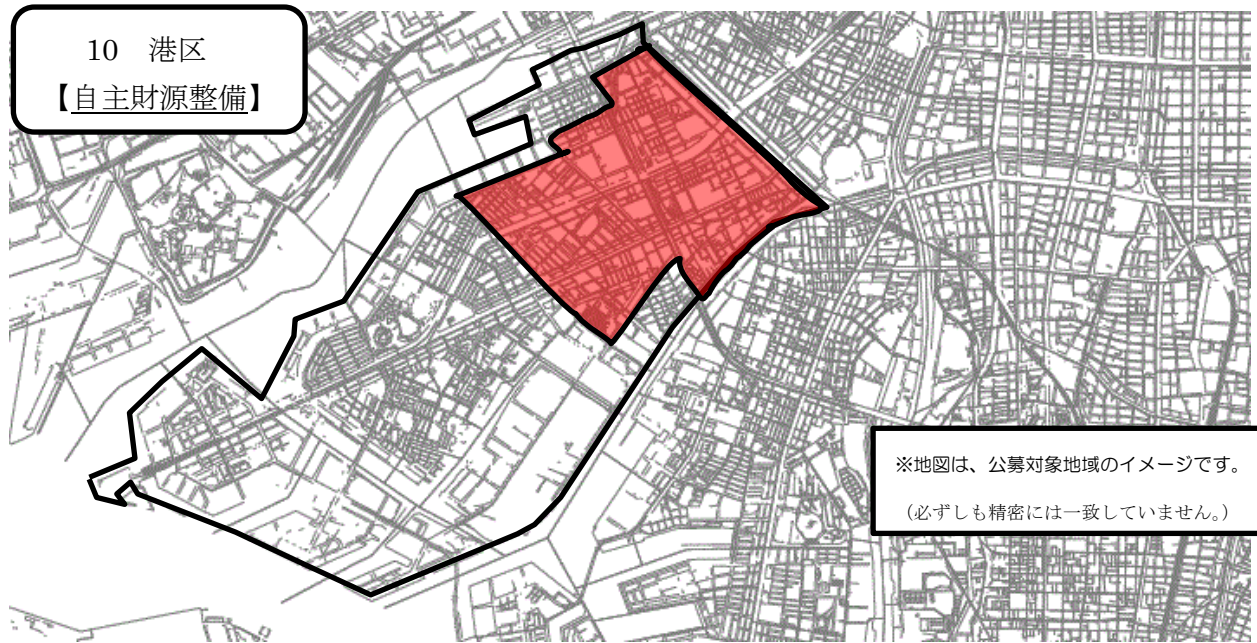 10 港区
【自主財源整備】
※地図は、公募対象地域のイメージです。
(必ずしも精密には一致していません。)